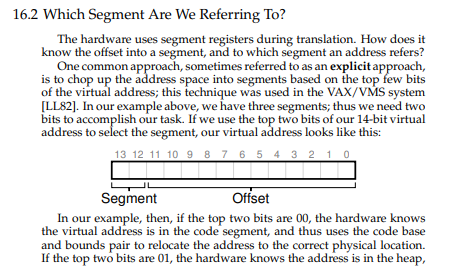 16.2 Which Segment Are We Referring To?
The hardware uses segment registers during translation. How does it
know the offset into a segment, and to which segment an address refers?
One common approach, sometimes referred to as an explicit approach,
is to chop up the address space into segments based on the top few bits
of the virtual address; this technique was used in the VAX/VMS system
[LL82]. In our example above, we have three segments; thus we need two
bits to accomplish our task. If we use the top two bits of our 14-bit virtual
address to select the segment, our virtual address looks like this:
13 12 11 10 9 8 7 6 5 4 3 2 1 0
Segment Offset
In our example, then, if the top two bits are 00, the hardware knows
the virtual address is in the code segment, and thus uses the code base
and bounds pair to relocate the address to the correct physical location.
If the top two bits are 01, the hardware knows the address is in the heap,